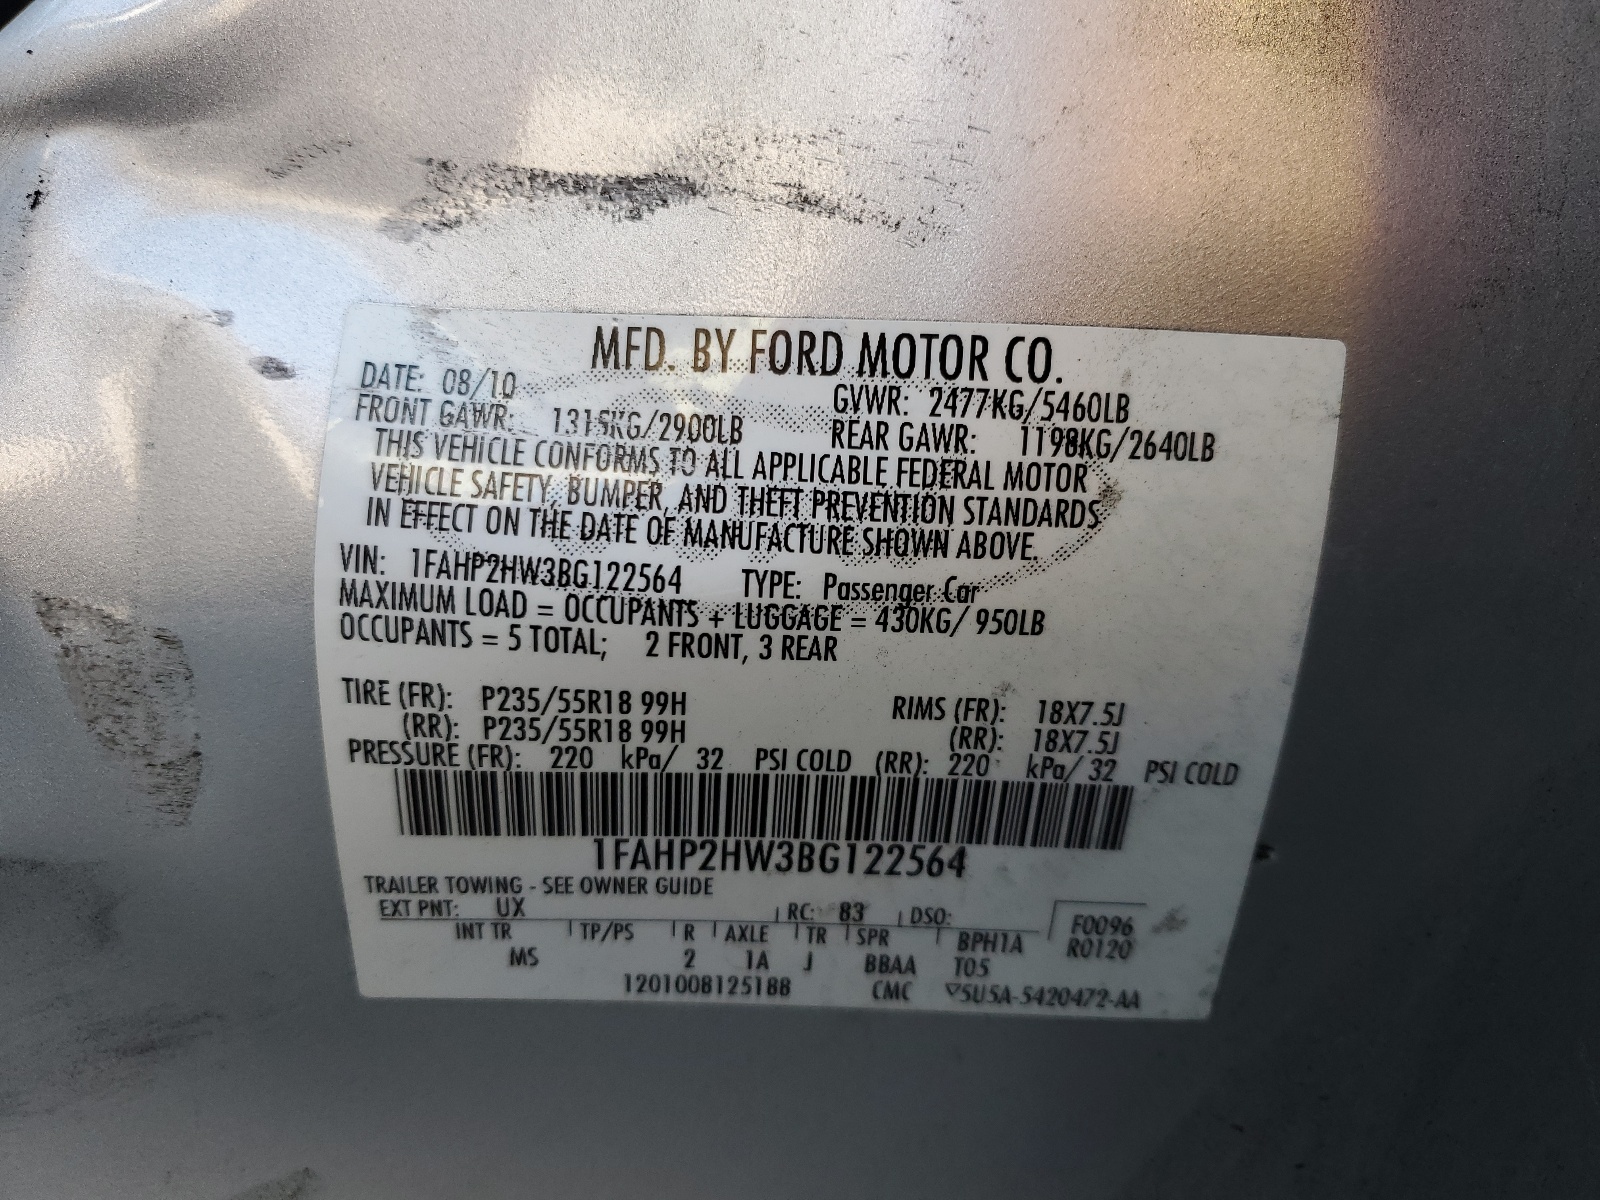 MFD. BY FORD MOTOR CO.
DATE: 08/10 GVWR: 2477KG/5460LB
FRONT GAWR: 1315KG/2900LB REAR GAWR: 1198KG/2640LB
THIS VEHICLE CONFORMS TO ALL APPLICABLE FEDERAL MOTOR
VEHICLE SAFETY, BUMPER, AND THEFT PREVENTION STANDARDS
IN EFFECT ON THE DATE OF MANUFACTURE SHOWN ABOVE.
VIN: 1FAHP2HW3BG122564 TYPE: Passenger Car
MAXIMUM LOAD = OCCUPANTS + LUGGAGE = 430KG/ 950LB
OCCUPANTS = 5 TOTAL; 2 FRONT, 3 REAR
TIRE (FR): P235/55R18 99H RIMS (FR): 18X7.5J
(RR): P235/55R18 99H (RR): 18X7.5J
PRESSURE (FR): 220 kPa/ 32 PSI COLD (RR): 220 kPa/ 32 PSI COLD
1FAHP2HW3BG122564
TRAILER TOWING - SEE OWNER GUIDE
EXT PNT: UX RC: 83 DSO: F0096
INT TR TP/PS R AXLE TR SPR BPH1A R0120
MS 2 1A J BBAA T05
120100812518B CMC ▽5U5A-5420472-AA